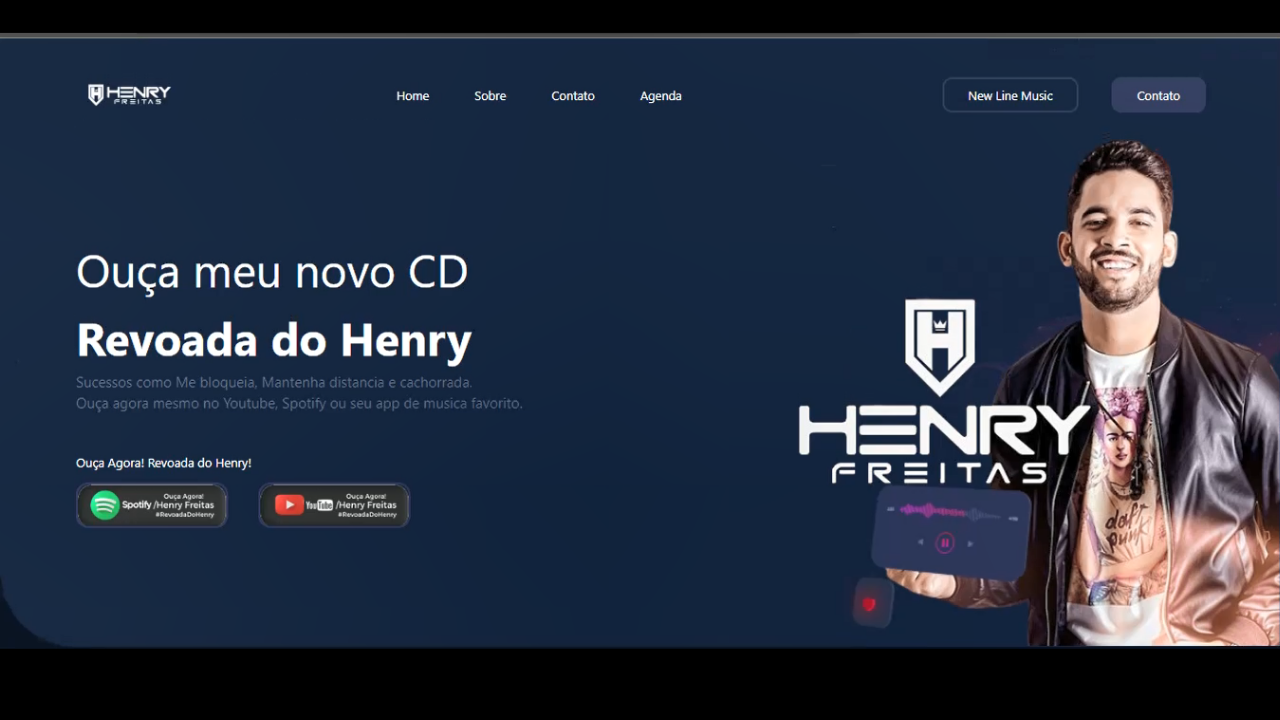 HENRY
FREITAS
Home
Sobre
Contato
Agenda
New Line Music
Contato
Ouça meu novo CD
Revoada do Henry
Sucessos como Me bloqueia, Mantenha distancia e cachorrada.
Ouça agora mesmo no Youtube, Spotify ou seu app de musica favorito.
Ouça Agora! Revoada do Henry!
Ouça Agora!
Spotify /Henry Freitas
#RevoadaDoHenry
Ouça Agora!
YouTube /Henry Freitas
#RevoadaDoHenry
H
HENRY
FREITAS
daft
punk